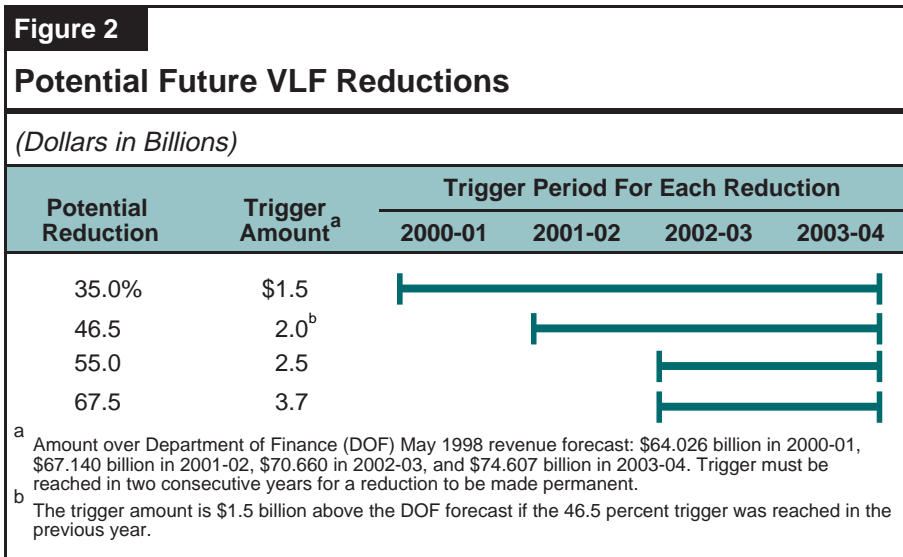 Figure 2
Potential Future VLF Reductions
(Dollars in Billions)
Potential Reduction Trigger Amount a Trigger Period For Each Reduction
2000-01 2001-02 2002-03 2003-04
35.0% $1.5
46.5 2.0 b
55.0 2.5
67.5 3.7
a Amount over Department of Finance (DOF) May 1998 revenue forecast: $64.026 billion in 2000-01,
$67.140 billion in 2001-02, $70.660 in 2002-03, and $74.607 billion in 2003-04. Trigger must be
reached in two consecutive years for a reduction to be made permanent.
b The trigger amount is $1.5 billion above the DOF forecast if the 46.5 percent trigger was reached in the
previous year.